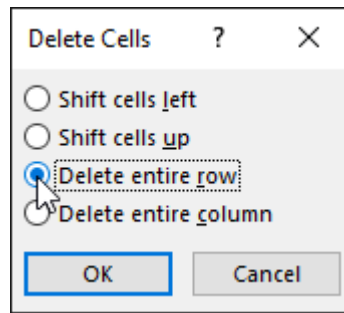 Delete Cells ?
Shift cells left
Shift cells up
Delete entire row
Delete entire column
OK Cancel